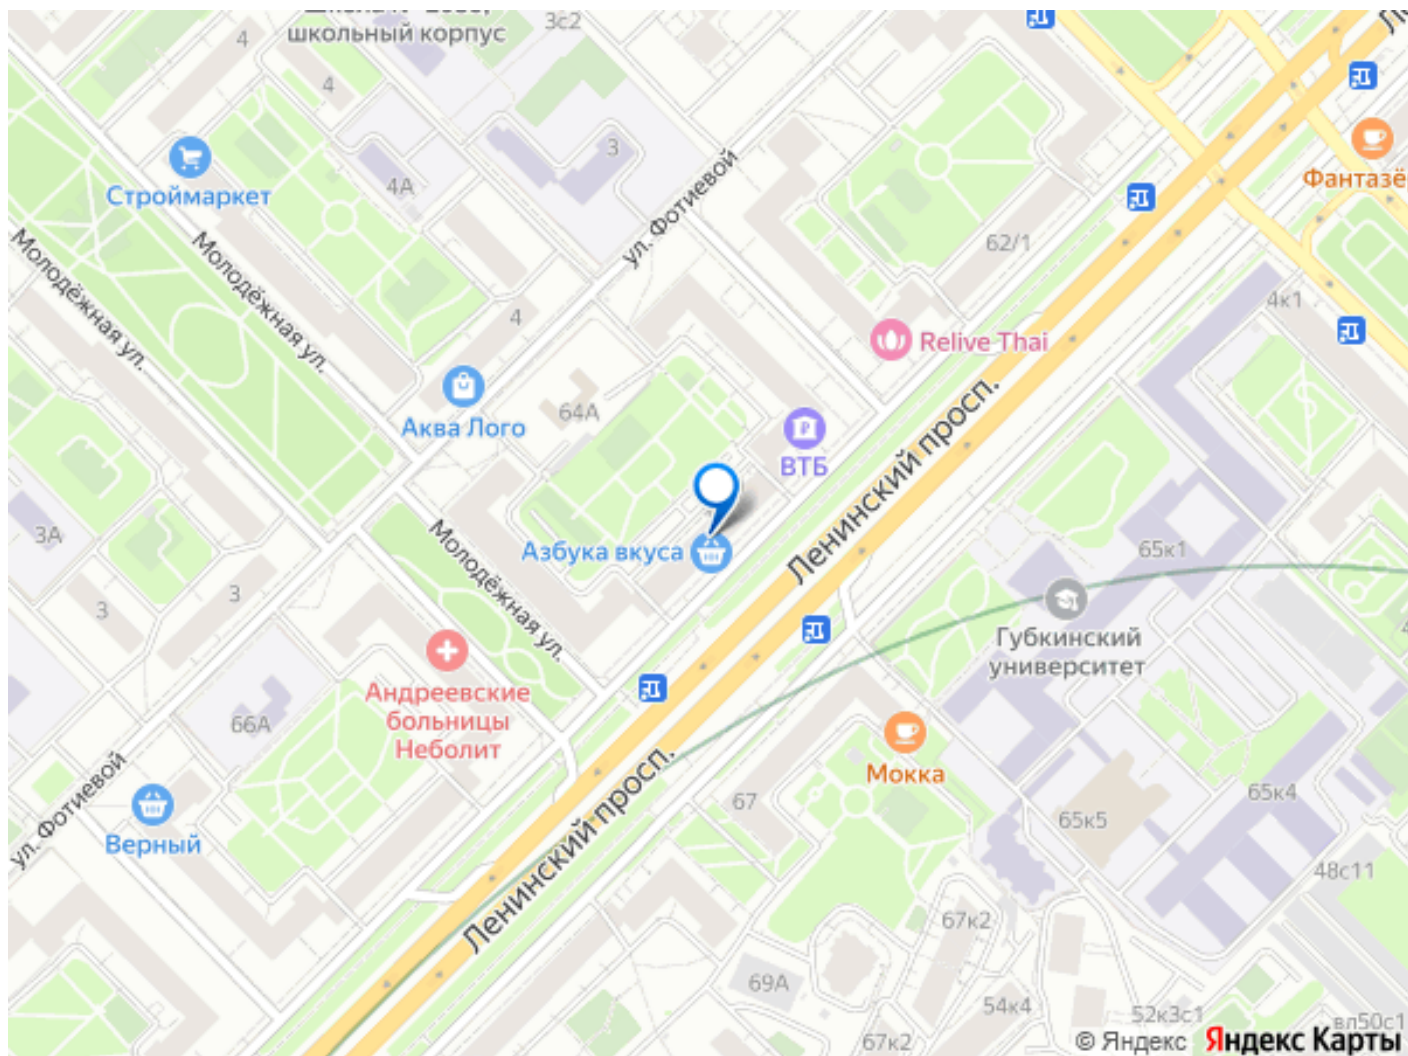 школьный корпус
3с2
4
4
3
4А
Строймаркет
ул. Фотиевой
Молодёжная ул.
Молодёжная ул.
62/1
Фантазё
4к1
4
Relive Thai
Аква Лого
64А
ВТБ
Ленинский просп.
Азбука вкуса
3А
Молодёжная ул.
65к1
3
3
Губкинский
университет
Андреевские
больницы
Неболит
66А
Мокка
67
65к4
65к5
ул. Фотиевой
Верный
Ленинский просп.
48с11
67к2
69А
54к4
52к3с1
вл50с1
67к2
© Яндекс Яндекс Карты